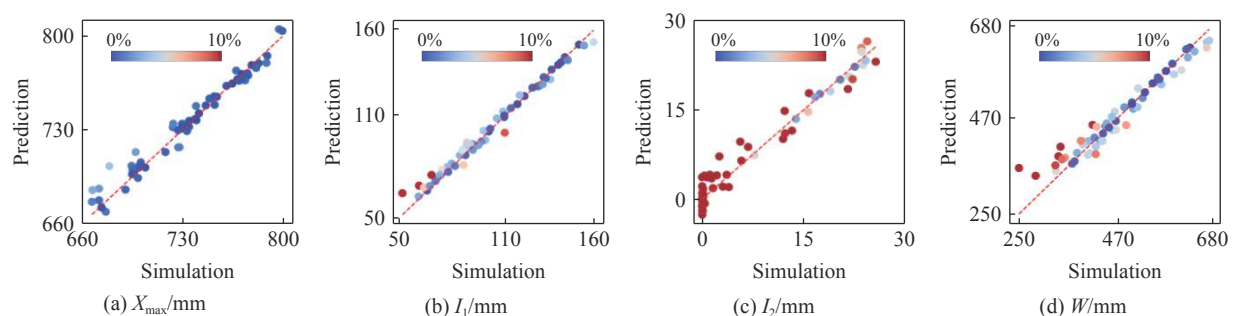 800
730
660
660
730
800
0%
10%
Prediction
Simulation
(a) Xmax/mm
160
110
50
50
110
160
0%
10%
Prediction
Simulation
(b) I1/mm
30
15
0
0
15
30
0%
10%
Prediction
Simulation
(c) I2/mm
680
470
250
250
470
680
0%
10%
Prediction
Simulation
(d) W/mm